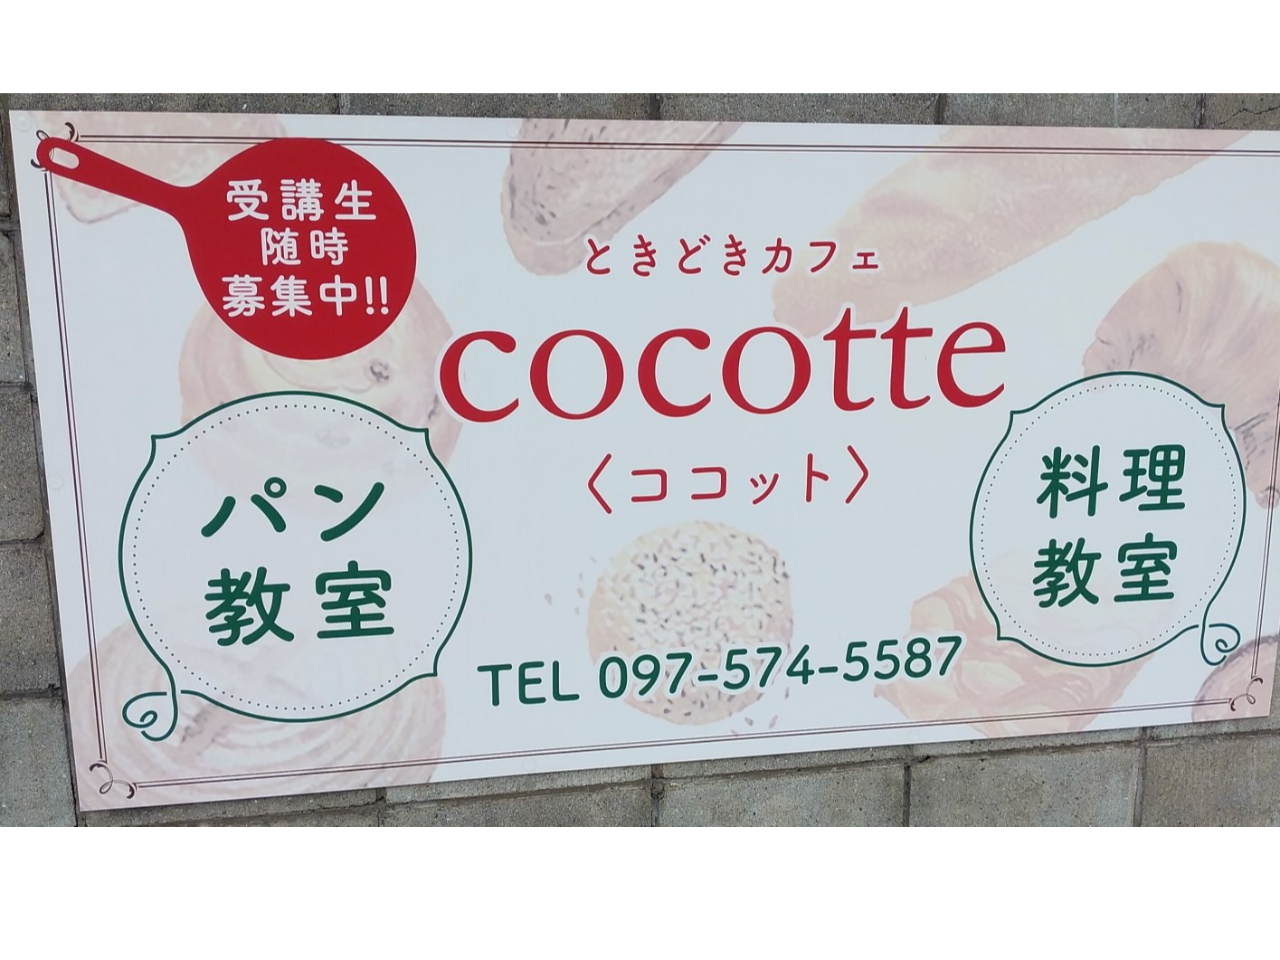 受講生
随時
募集中!!
ときどきカフェ
cocotte
〈ココット〉
パン
教室
料理
教室
TEL 097-574-5587